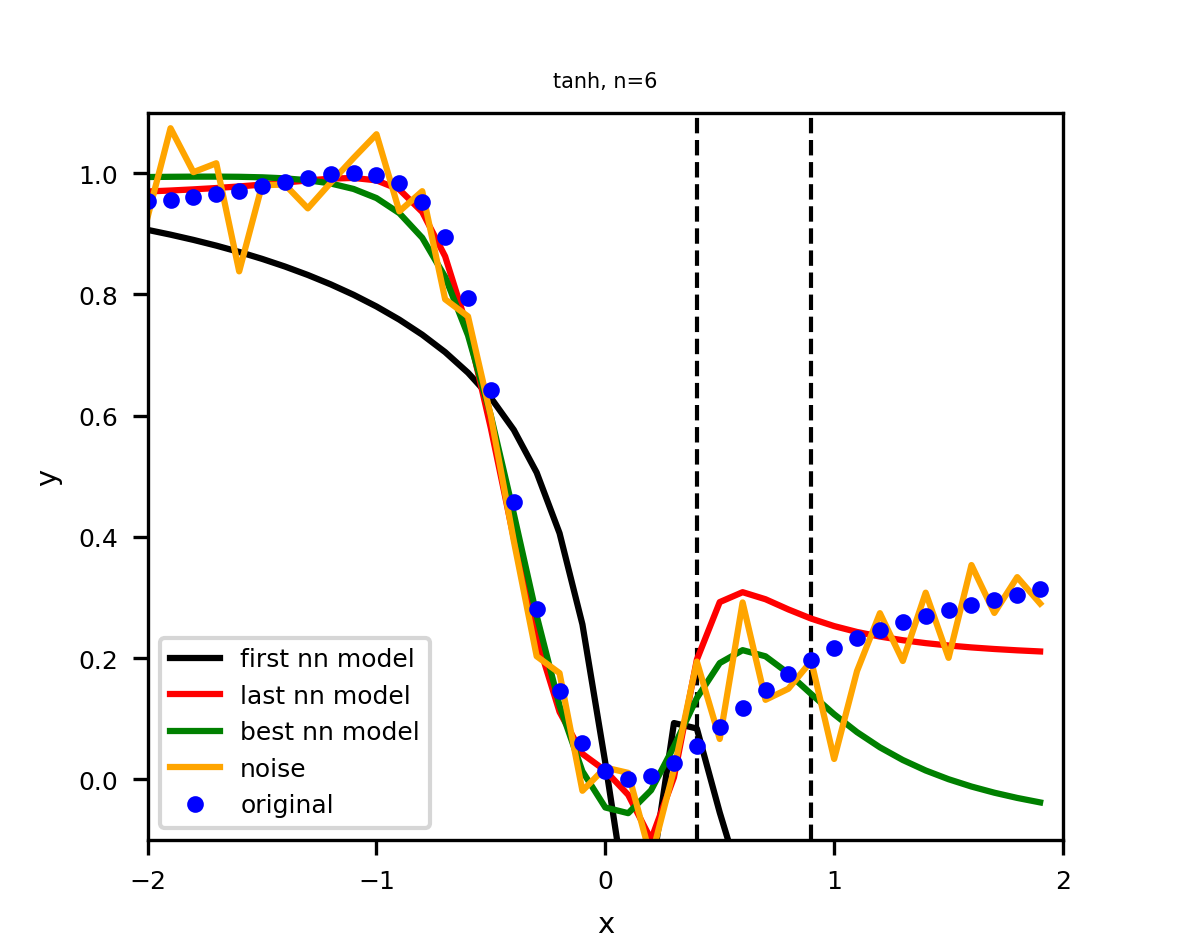 tanh, n=6
y
1.0
0.8
0.6
0.4
0.2
0.0
first nn model
last nn model
best nn model
noise
original
−2
−1
0
1
2
x